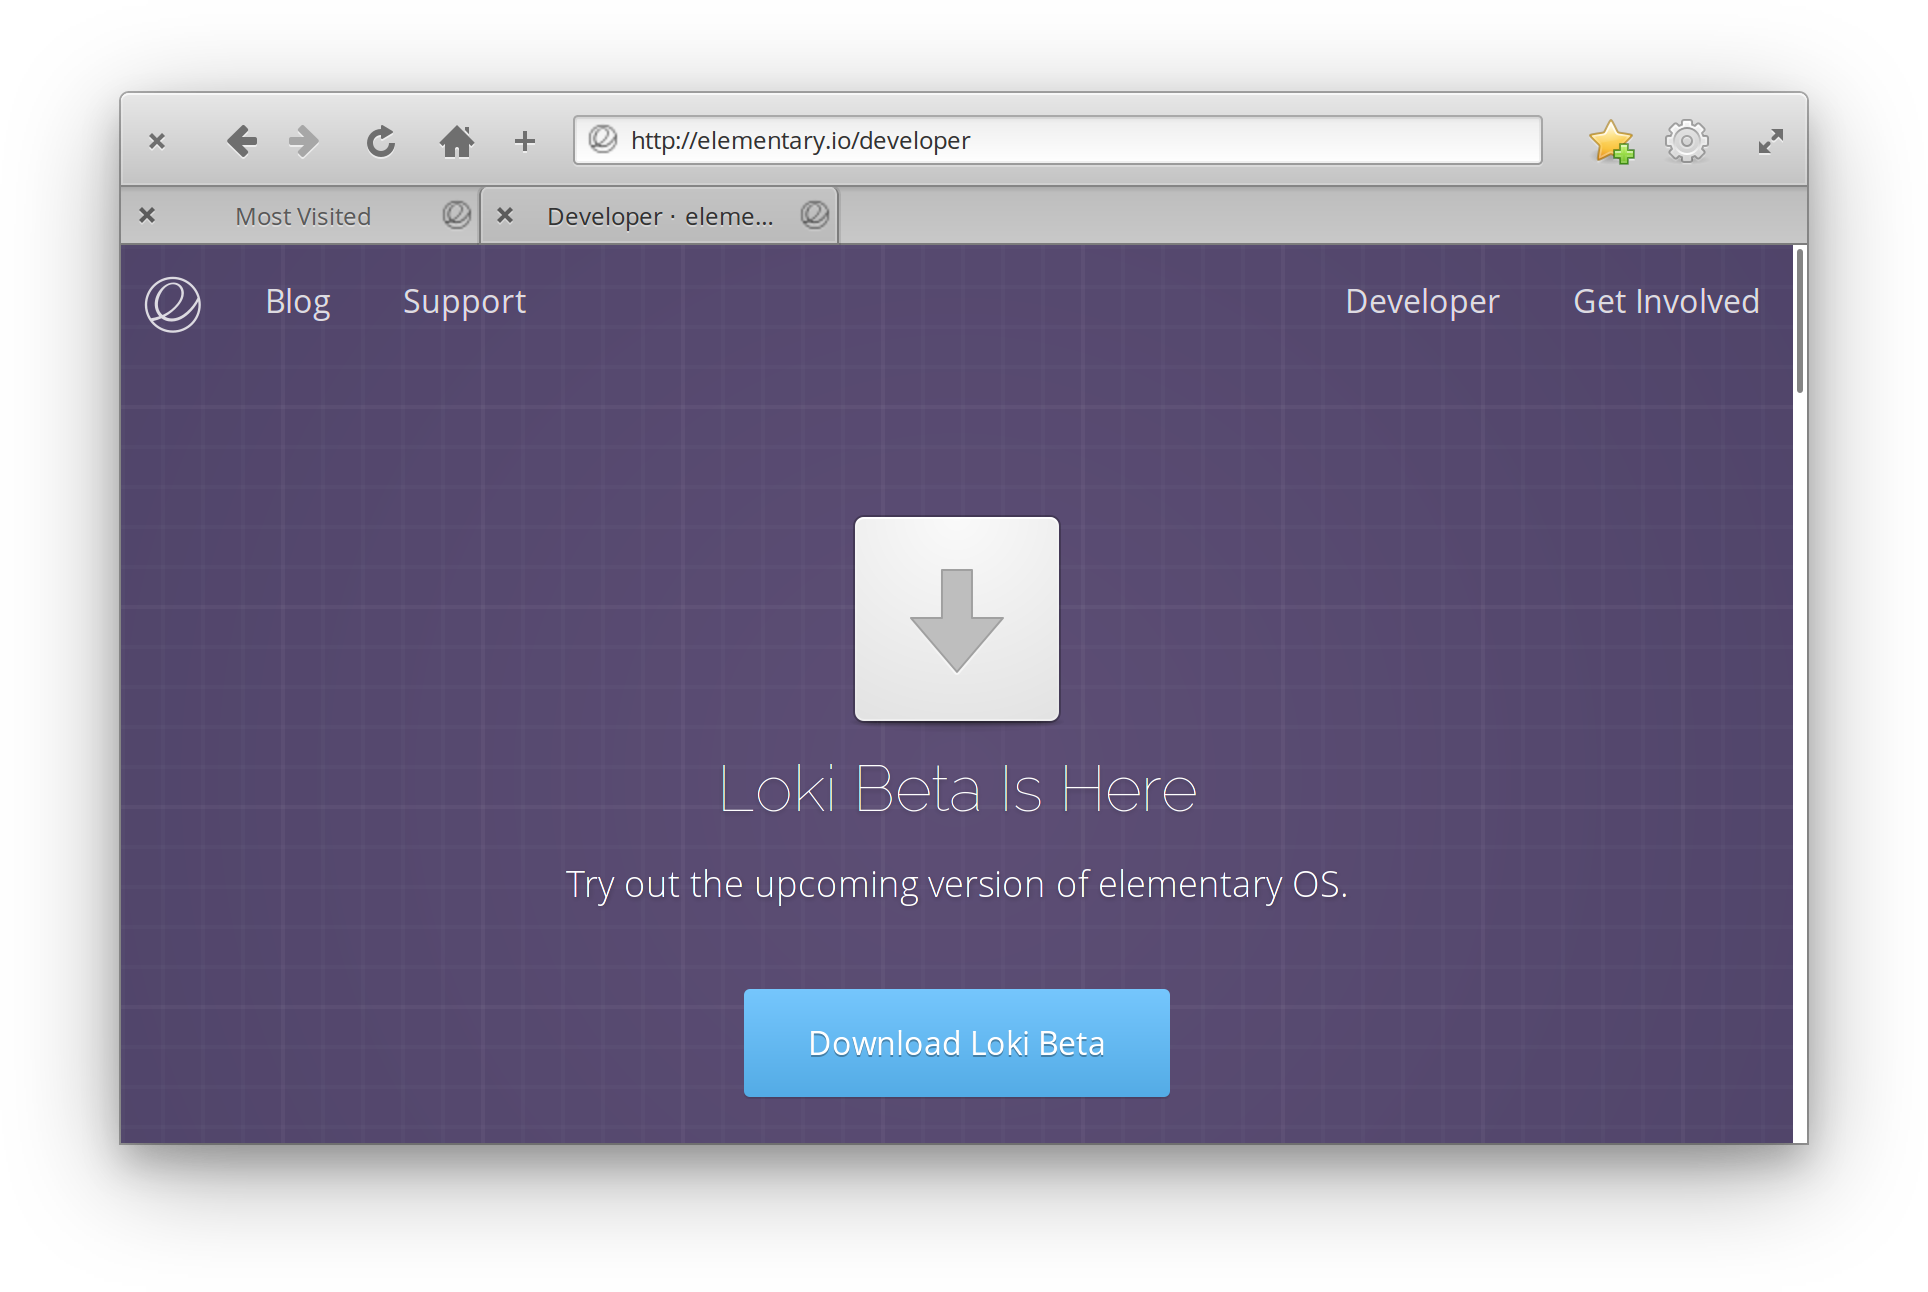 http://elementary.io/developer
Most Visited
Developer · eleme...
Blog Support Developer Get Involved
Loki Beta Is Here
Try out the upcoming version of elementary OS.
Download Loki Beta